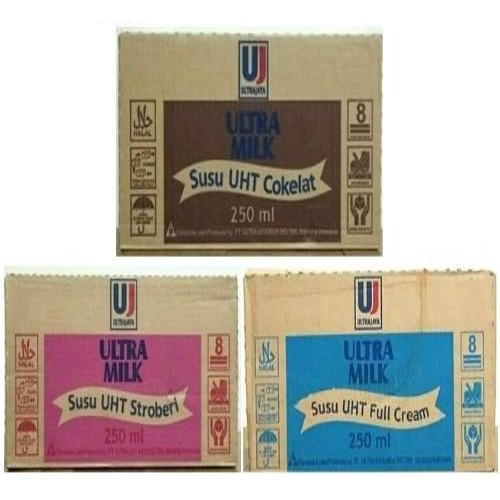 UJ
ULTRAJAYA
HALAL
8
ULTRA
MILK
Susu UHT Cokelat
250 ml
UJ
ULTRAJAYA
HALAL
8
ULTRA
MILK
Susu UHT Stroberi
250 ml
UJ
ULTRAJAYA
HALAL
8
ULTRA
MILK
Susu UHT Full Cream
250 ml